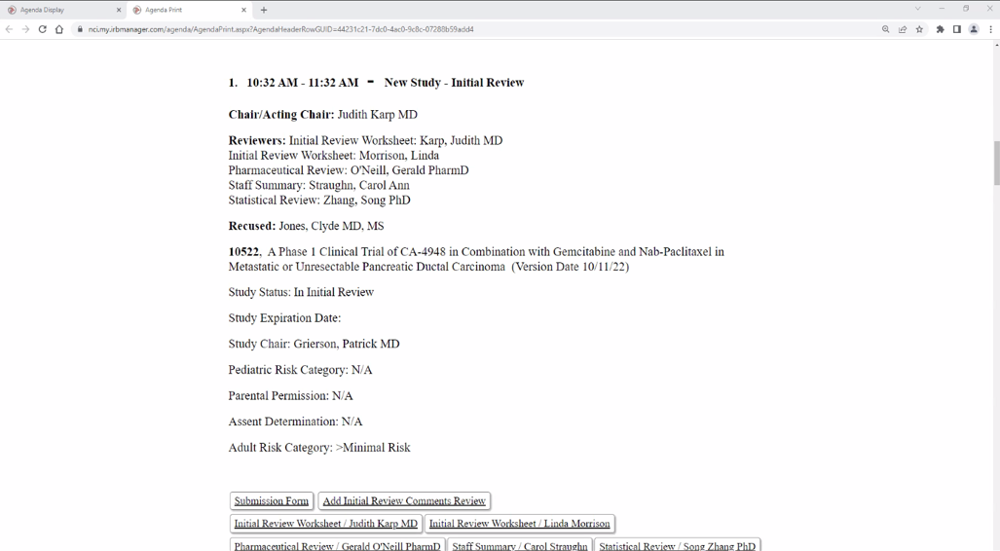 Agenda Display
Agenda Print
nci.my.irbmanager.com/agenda/AgendaPrint.aspx?AgendaHeaderRowGUID=44231c21-7dc0-4ac0-9c8c-07288b59add4
1. 10:32 AM - 11:32 AM - New Study - Initial Review
Chair/Acting Chair: Judith Karp MD
Reviewers: Initial Review Worksheet: Karp, Judith MD
Initial Review Worksheet: Morrison, Linda
Pharmaceutical Review: O'Neill, Gerald PharmD
Staff Summary: Straughn, Carol Ann
Statistical Review: Zhang, Song PhD
Recused: Jones, Clyde MD, MS
10522, A Phase 1 Clinical Trial of CA-4948 in Combination with Gemcitabine and Nab-Paclitaxel in
Metastatic or Unresectable Pancreatic Ductal Carcinoma (Version Date 10/11/22)
Study Status: In Initial Review
Study Expiration Date:
Study Chair: Grierson, Patrick MD
Pediatric Risk Category: N/A
Parental Permission: N/A
Assent Determination: N/A
Adult Risk Category: >Minimal Risk
Submission Form Add Initial Review Comments Review
Initial Review Worksheet / Judith Karp MD Initial Review Worksheet / Linda Morrison
Pharmaceutical Review / Gerald O'Neill PharmD Staff Summary / Carol Straughn Statistical Review / Song Zhang PhD